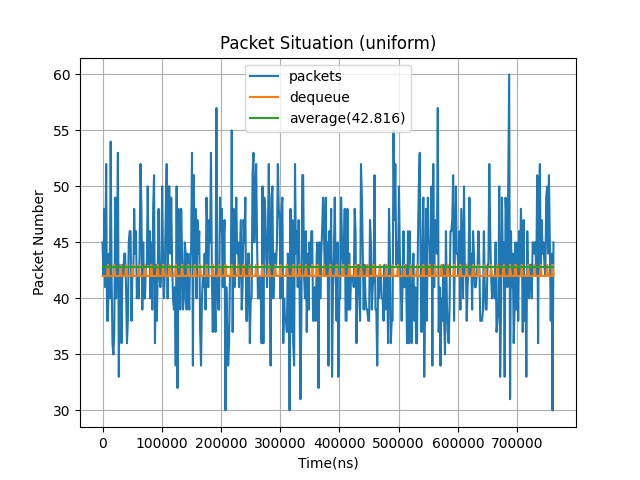 Packet Situation (uniform)
packets
dequeue
average(42.816)
60
55
50
45
40
35
30
Packet Number
0 100000 200000 300000 400000 500000 600000 700000
Time(ns)